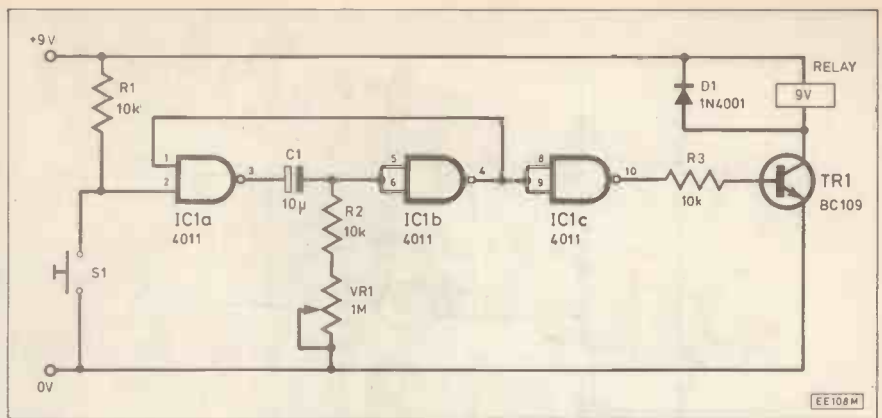 +9V
R1
10k
S1
0V
1
2
3
IC1a
4011
C1
10µ
R2
10k
VR1
1M
5
6
4
IC1b
4011
8
9
10
IC1c
4011
R3
10k
D1
1N4001
RELAY
9V
TR1
BC109
EE108M